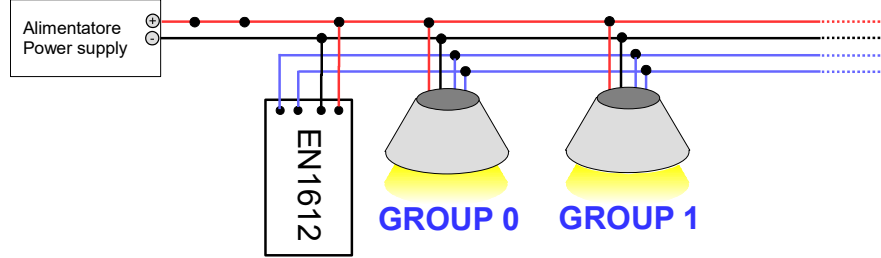 Alimentatore
Power supply
+
-
EN1612
GROUP 0
GROUP 1